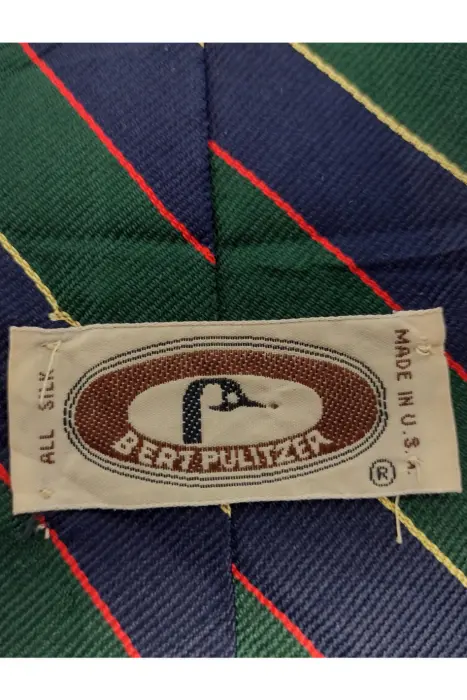 ALL SILK
BERT PULITZER
MADE IN U.S.A.
®